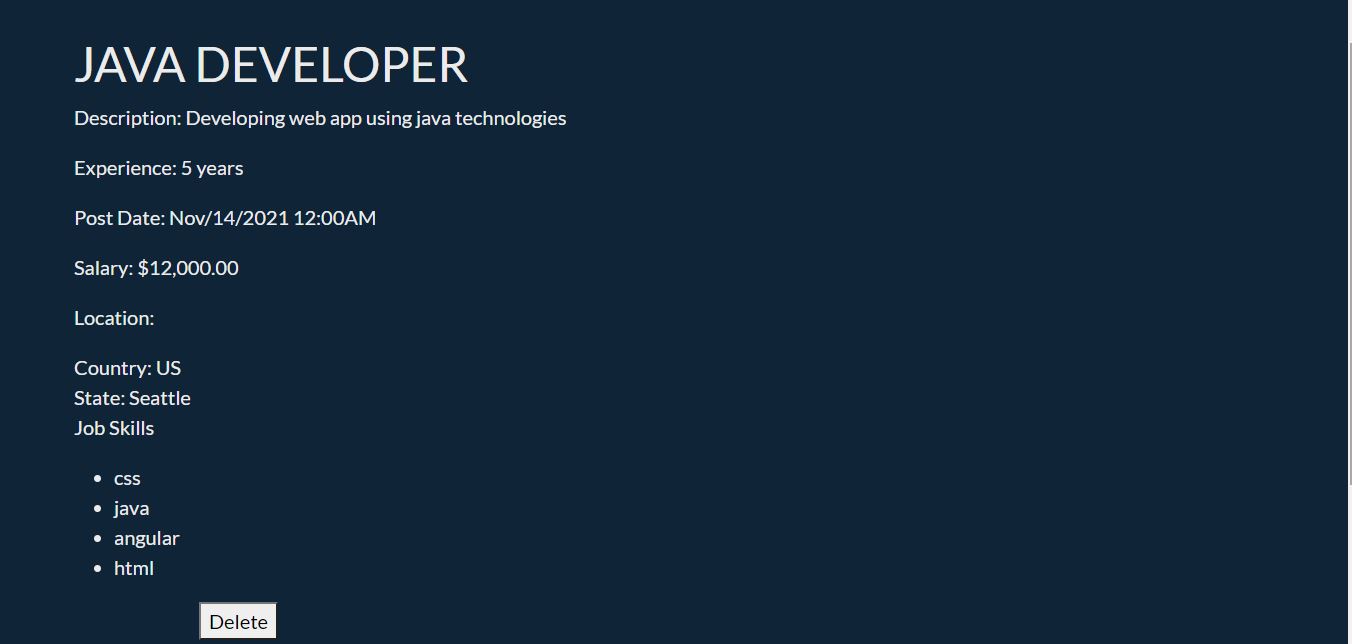 JAVA DEVELOPER
Description: Developing web app using java technologies
Experience: 5 years
Post Date: Nov/14/2021 12:00AM
Salary: $12,000.00
Location:
Country: US
State: Seattle
Job Skills
css
java
angular
html
Delete